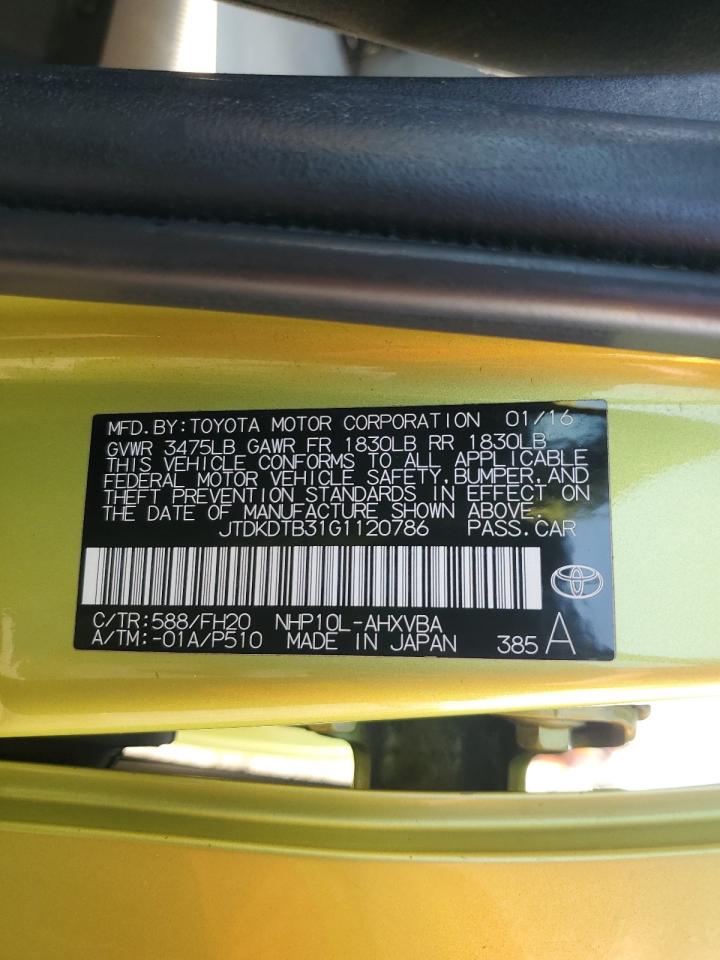 MFD.BY:TOYOTA MOTOR CORPORATION 01/16
GVWR 3475LB GAWR FR 1830LB RR 1830LB
THIS VEHICLE CONFORMS TO ALL APPLICABLE
FEDERAL MOTOR VEHICLE SAFETY,BUMPER,AND
THEFT PREVENTION STANDARDS IN EFFECT ON
THE DATE OF MANUFACTURE SHOWN ABOVE.
JTDKDTB31G1120786 PASS.CAR
C/TR:588/FH20 NHP10L-AHXVBA
A/TM:-01A/P510 MADE IN JAPAN 385 A